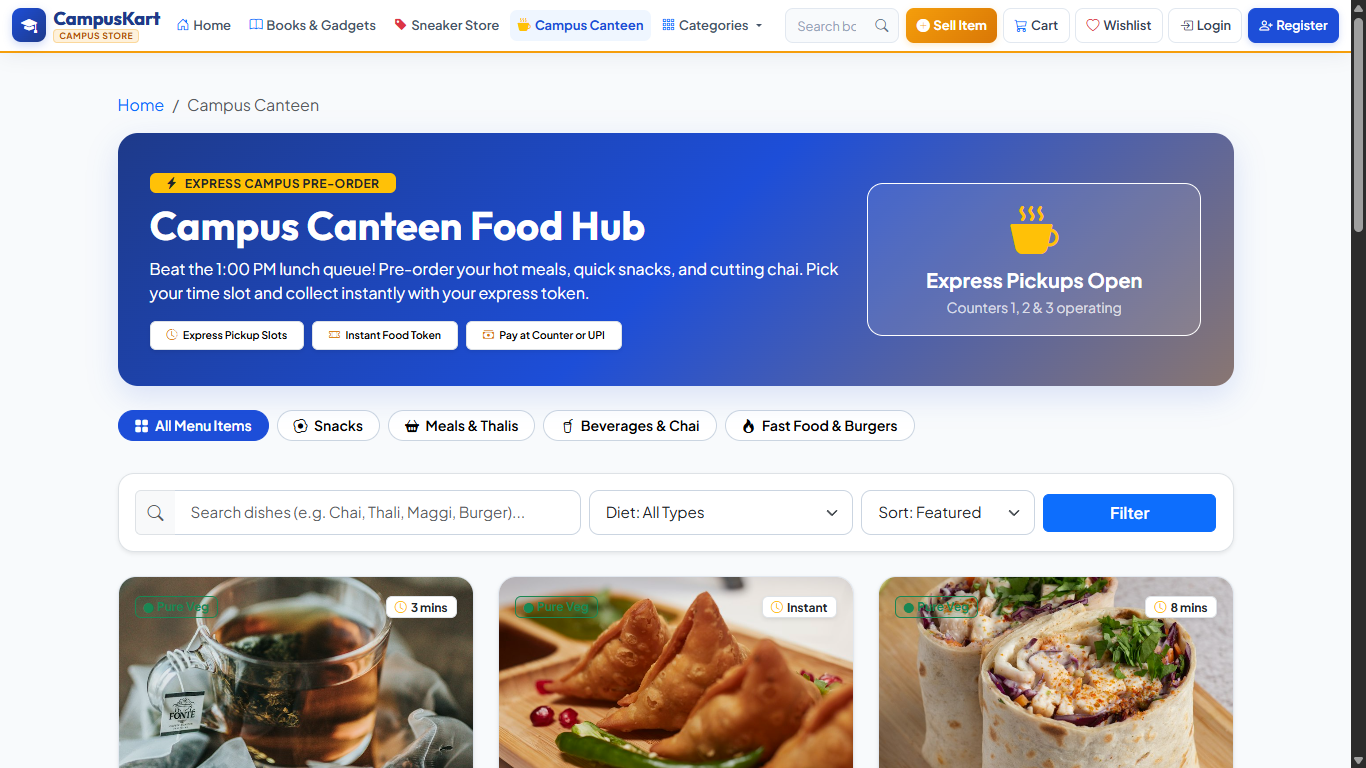 CampusKart
CAMPUS STORE
Home
Books & Gadgets
Sneaker Store
Campus Canteen
Categories
Search bo
Sell Item
Cart
Wishlist
Login
Register
Home / Campus Canteen
EXPRESS CAMPUS PRE-ORDER
Campus Canteen Food Hub
Beat the 1:00 PM lunch queue! Pre-order your hot meals, quick snacks, and cutting chai. Pick
your time slot and collect instantly with your express token.
Express Pickup Slots
Instant Food Token
Pay at Counter or UPI
Express Pickups Open
Counters 1, 2 & 3 operating
All Menu Items
Snacks
Meals & Thalis
Beverages & Chai
Fast Food & Burgers
Search dishes (e.g. Chai, Thali, Maggi, Burger)...
Diet: All Types
Sort: Featured
Filter
Pure Veg
3 mins
FONTÉ
Pure Veg
Instant
Pure Veg
8 mins